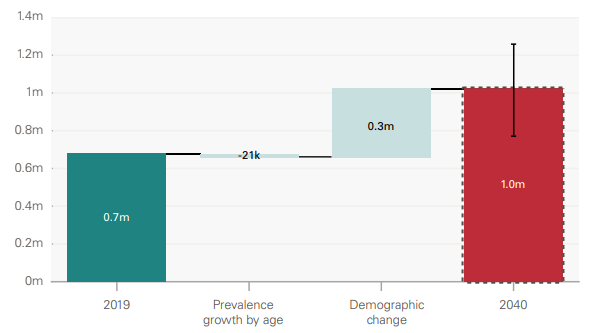 1.4m
1.2m
1m
0.8m
0.6m
0.4m
0.2m
0m
0.7m
-21k
0.3m
1.0m
2019
Prevalence
growth by age
Demographic
change
2040